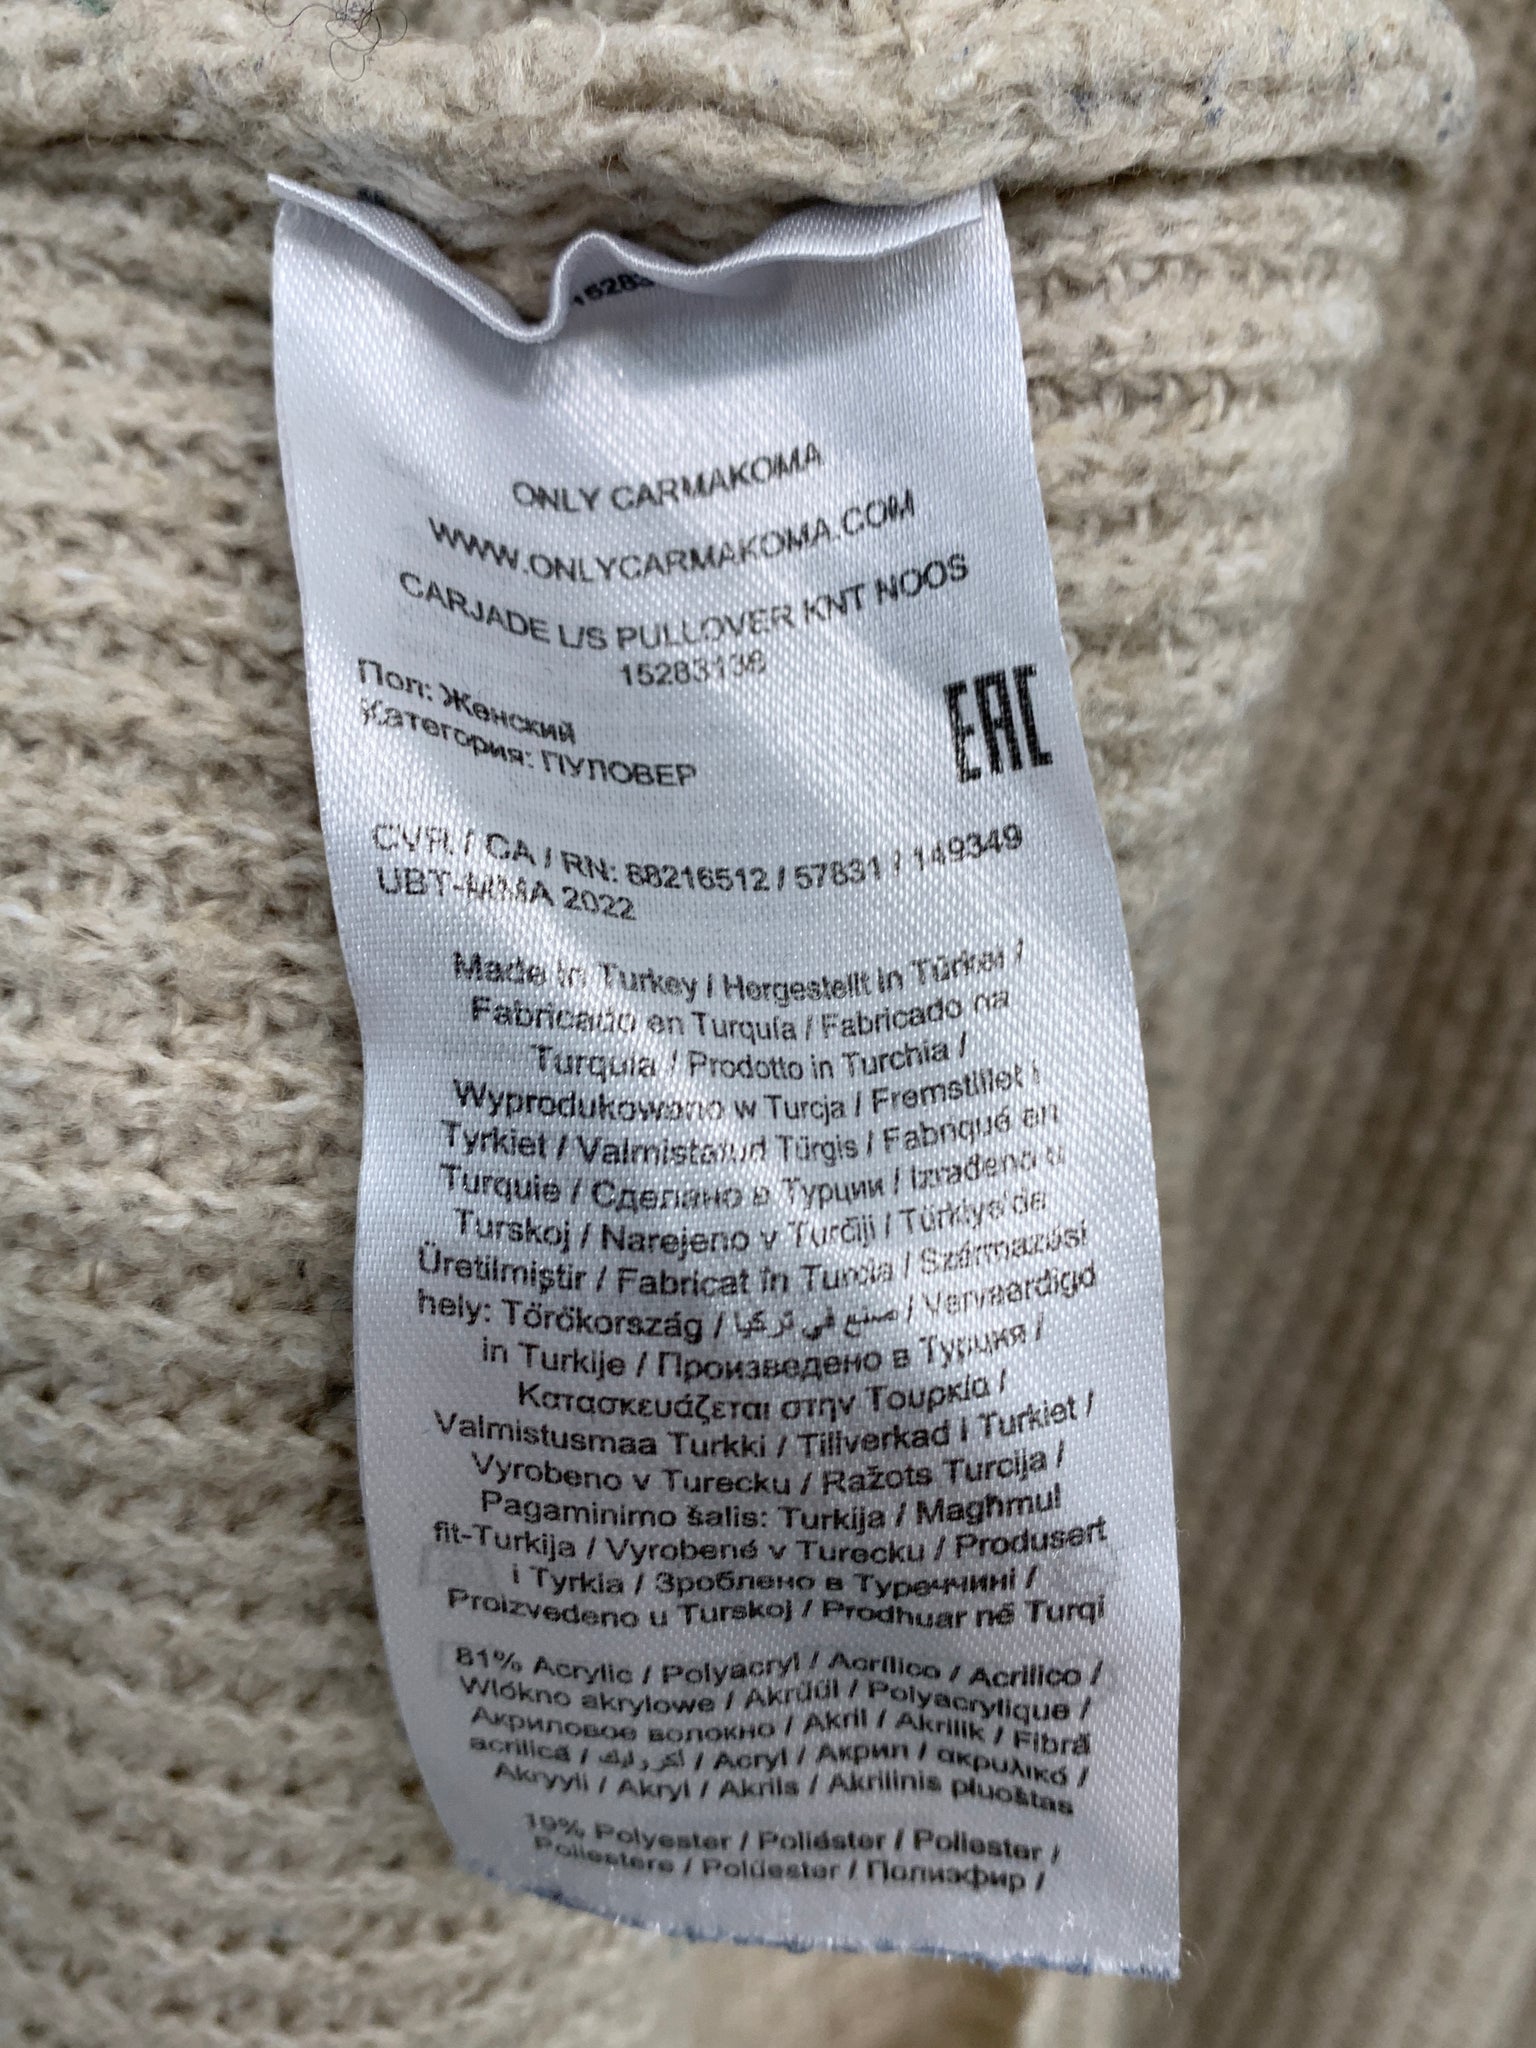 15283
ONLY CARMAKOMA
WWW.ONLYCARMAKOMA.COM
CARJADE L/S PULLOVER KNT NOOS
15283136
Пол: Женский
Категория: ПУЛОВЕР
EAC
CVR. / CA / RN: 88216512 / 57831 / 149349
UBT-MMA 2022
Made in Turkey / Hergestellt in Türkei /
Fabricado en Turquía / Fabricado na
Turquia / Prodotto in Turchia /
Wyprodukowano w Turcja / Fremstillet i
Tyrkiet / Valmistatud Türgis / Fabriqué en
Turquie / Сделано в Турции / Izrađeno u
Turskoj / Narejeno v Turčiji / Türkiye'de
Üretilmiştir / Fabricat în Turcia / Származási
hely: Törökország / صنع في تركيا / Vervaardigd
in Turkije / Произведено в Турция /
Κατασκευάζεται στην Τουρκία /
Valmistusmaa Turkki / Tillverkad i Turkiet /
Vyrobeno v Turecku / Ražots Turcija /
Pagaminimo šalis: Turkija / Magħmul
fit-Turkija / Vyrobené v Turecku / Produsert
i Tyrkia / Зроблено в Туреччині /
Proizvedeno u Turskoj / Prodhuar në Turqi
81% Acrylic / Polyacryl / Acrílico / Acrilico /
Włókno akrylowe / Akrüül / Polyacrylique /
Акриловое волокно / Akril / Akrilik / Fibră
acrilică / أكريليك / Acryl / Акрил / ακρυλικό /
Akryyli / Akryl / Akrils / Akrilinis pluoštas
19% Polyester / Poliéster / Poliester /
Poliestere / Polüester / Полиэфир /